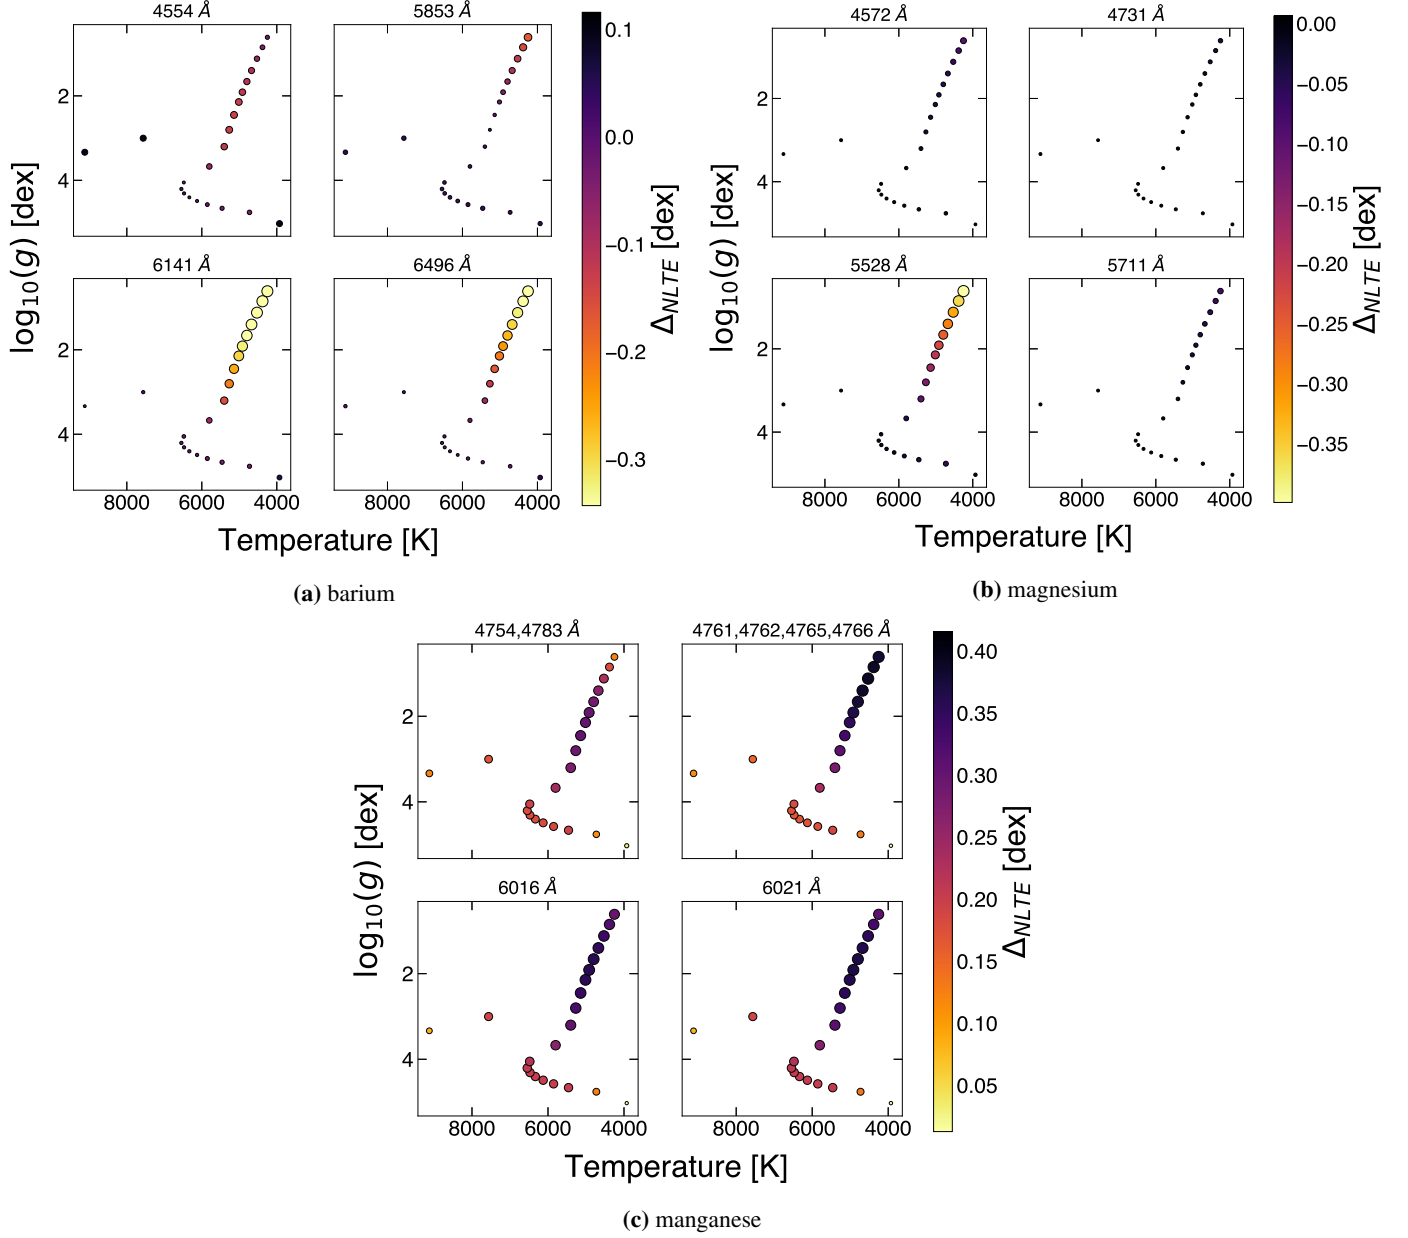 4554 Å
5853 Å
0.1
0.0
−0.1
−0.2
−0.3
Δ_NLTE [dex]
2
4
6141 Å
6496 Å
2
4
log₁₀(g) [dex]
8000 6000 4000
8000 6000 4000
Temperature [K]
(a) barium
4572 Å
4731 Å
0.00
−0.05
−0.10
−0.15
−0.20
−0.25
−0.30
−0.35
Δ_NLTE [dex]
2
4
5528 Å
5711 Å
2
4
log₁₀(g) [dex]
8000 6000 4000
8000 6000 4000
Temperature [K]
(b) magnesium
4754,4783 Å
4761,4762,4765,4766 Å
0.40
0.35
0.30
0.25
0.20
0.15
0.10
0.05
Δ_NLTE [dex]
2
4
6016 Å
6021 Å
2
4
log₁₀(g) [dex]
8000 6000 4000
8000 6000 4000
Temperature [K]
(c) manganese